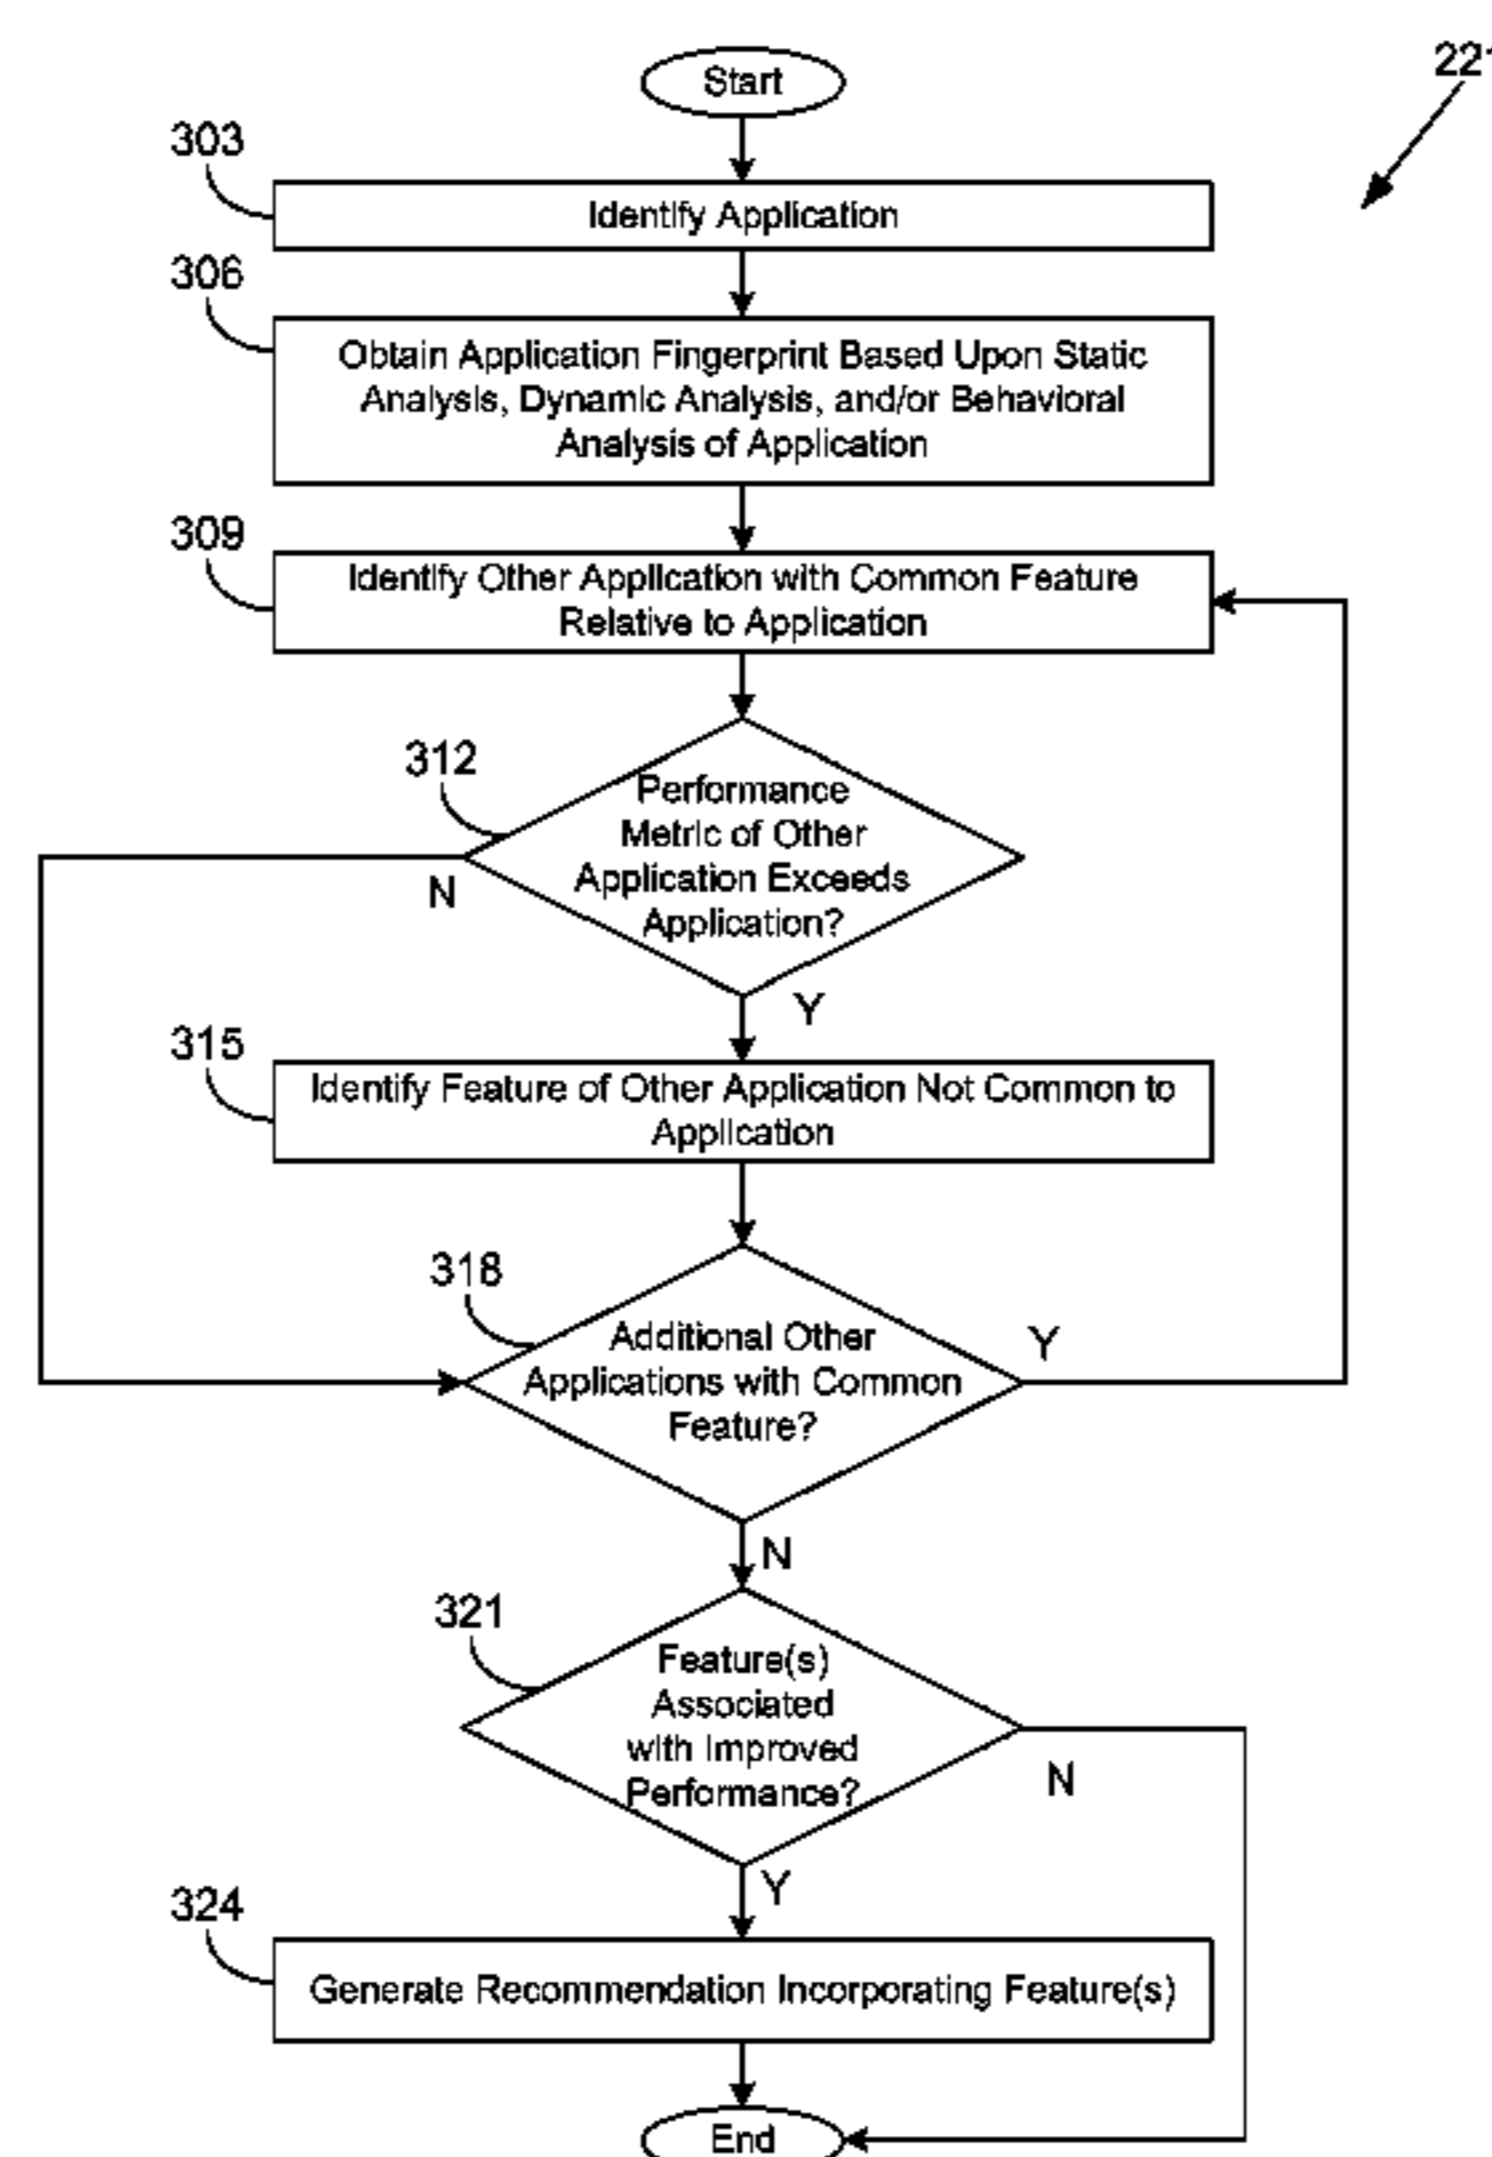 Start
221
303
Identify Application
306
Obtain Application Fingerprint Based Upon Static
Analysis, Dynamic Analysis, and/or Behavioral
Analysis of Application
309
Identify Other Application with Common Feature
Relative to Application
312
Performance
Metric of Other
Application Exceeds
Application?
N
Y
315
Identify Feature of Other Application Not Common to
Application
318
Additional Other
Applications with Common
Feature?
Y
N
321
Feature(s)
Associated
with Improved
Performance?
N
Y
324
Generate Recommendation Incorporating Feature(s)
End